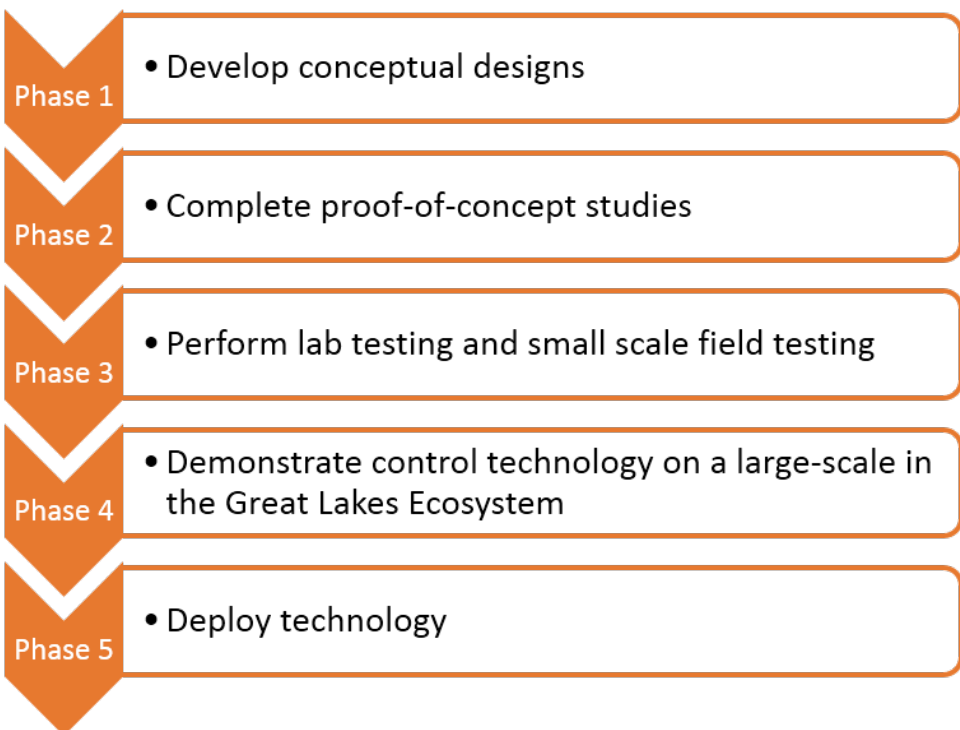 Phase 1
• Develop conceptual designs
Phase 2
• Complete proof-of-concept studies
Phase 3
• Perform lab testing and small scale field testing
Phase 4
• Demonstrate control technology on a large-scale in
the Great Lakes Ecosystem
Phase 5
• Deploy technology